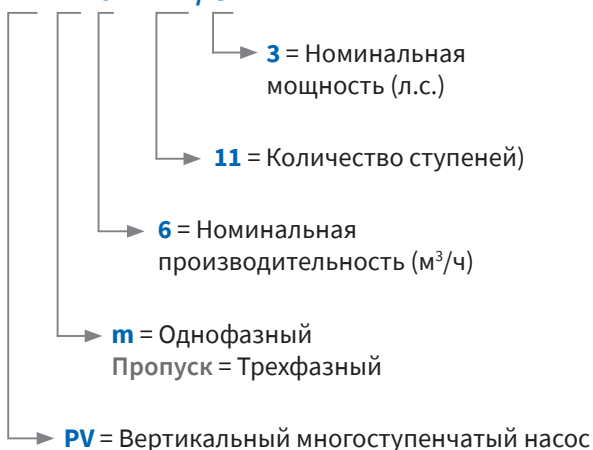 3 = Номинальная
мощность (л.с.)
11 = Количество ступеней)
6 = Номинальная
производительность (м³/ч)
m = Однофазный
Пропуск = Трехфазный
PV = Вертикальный многоступенчатый насос